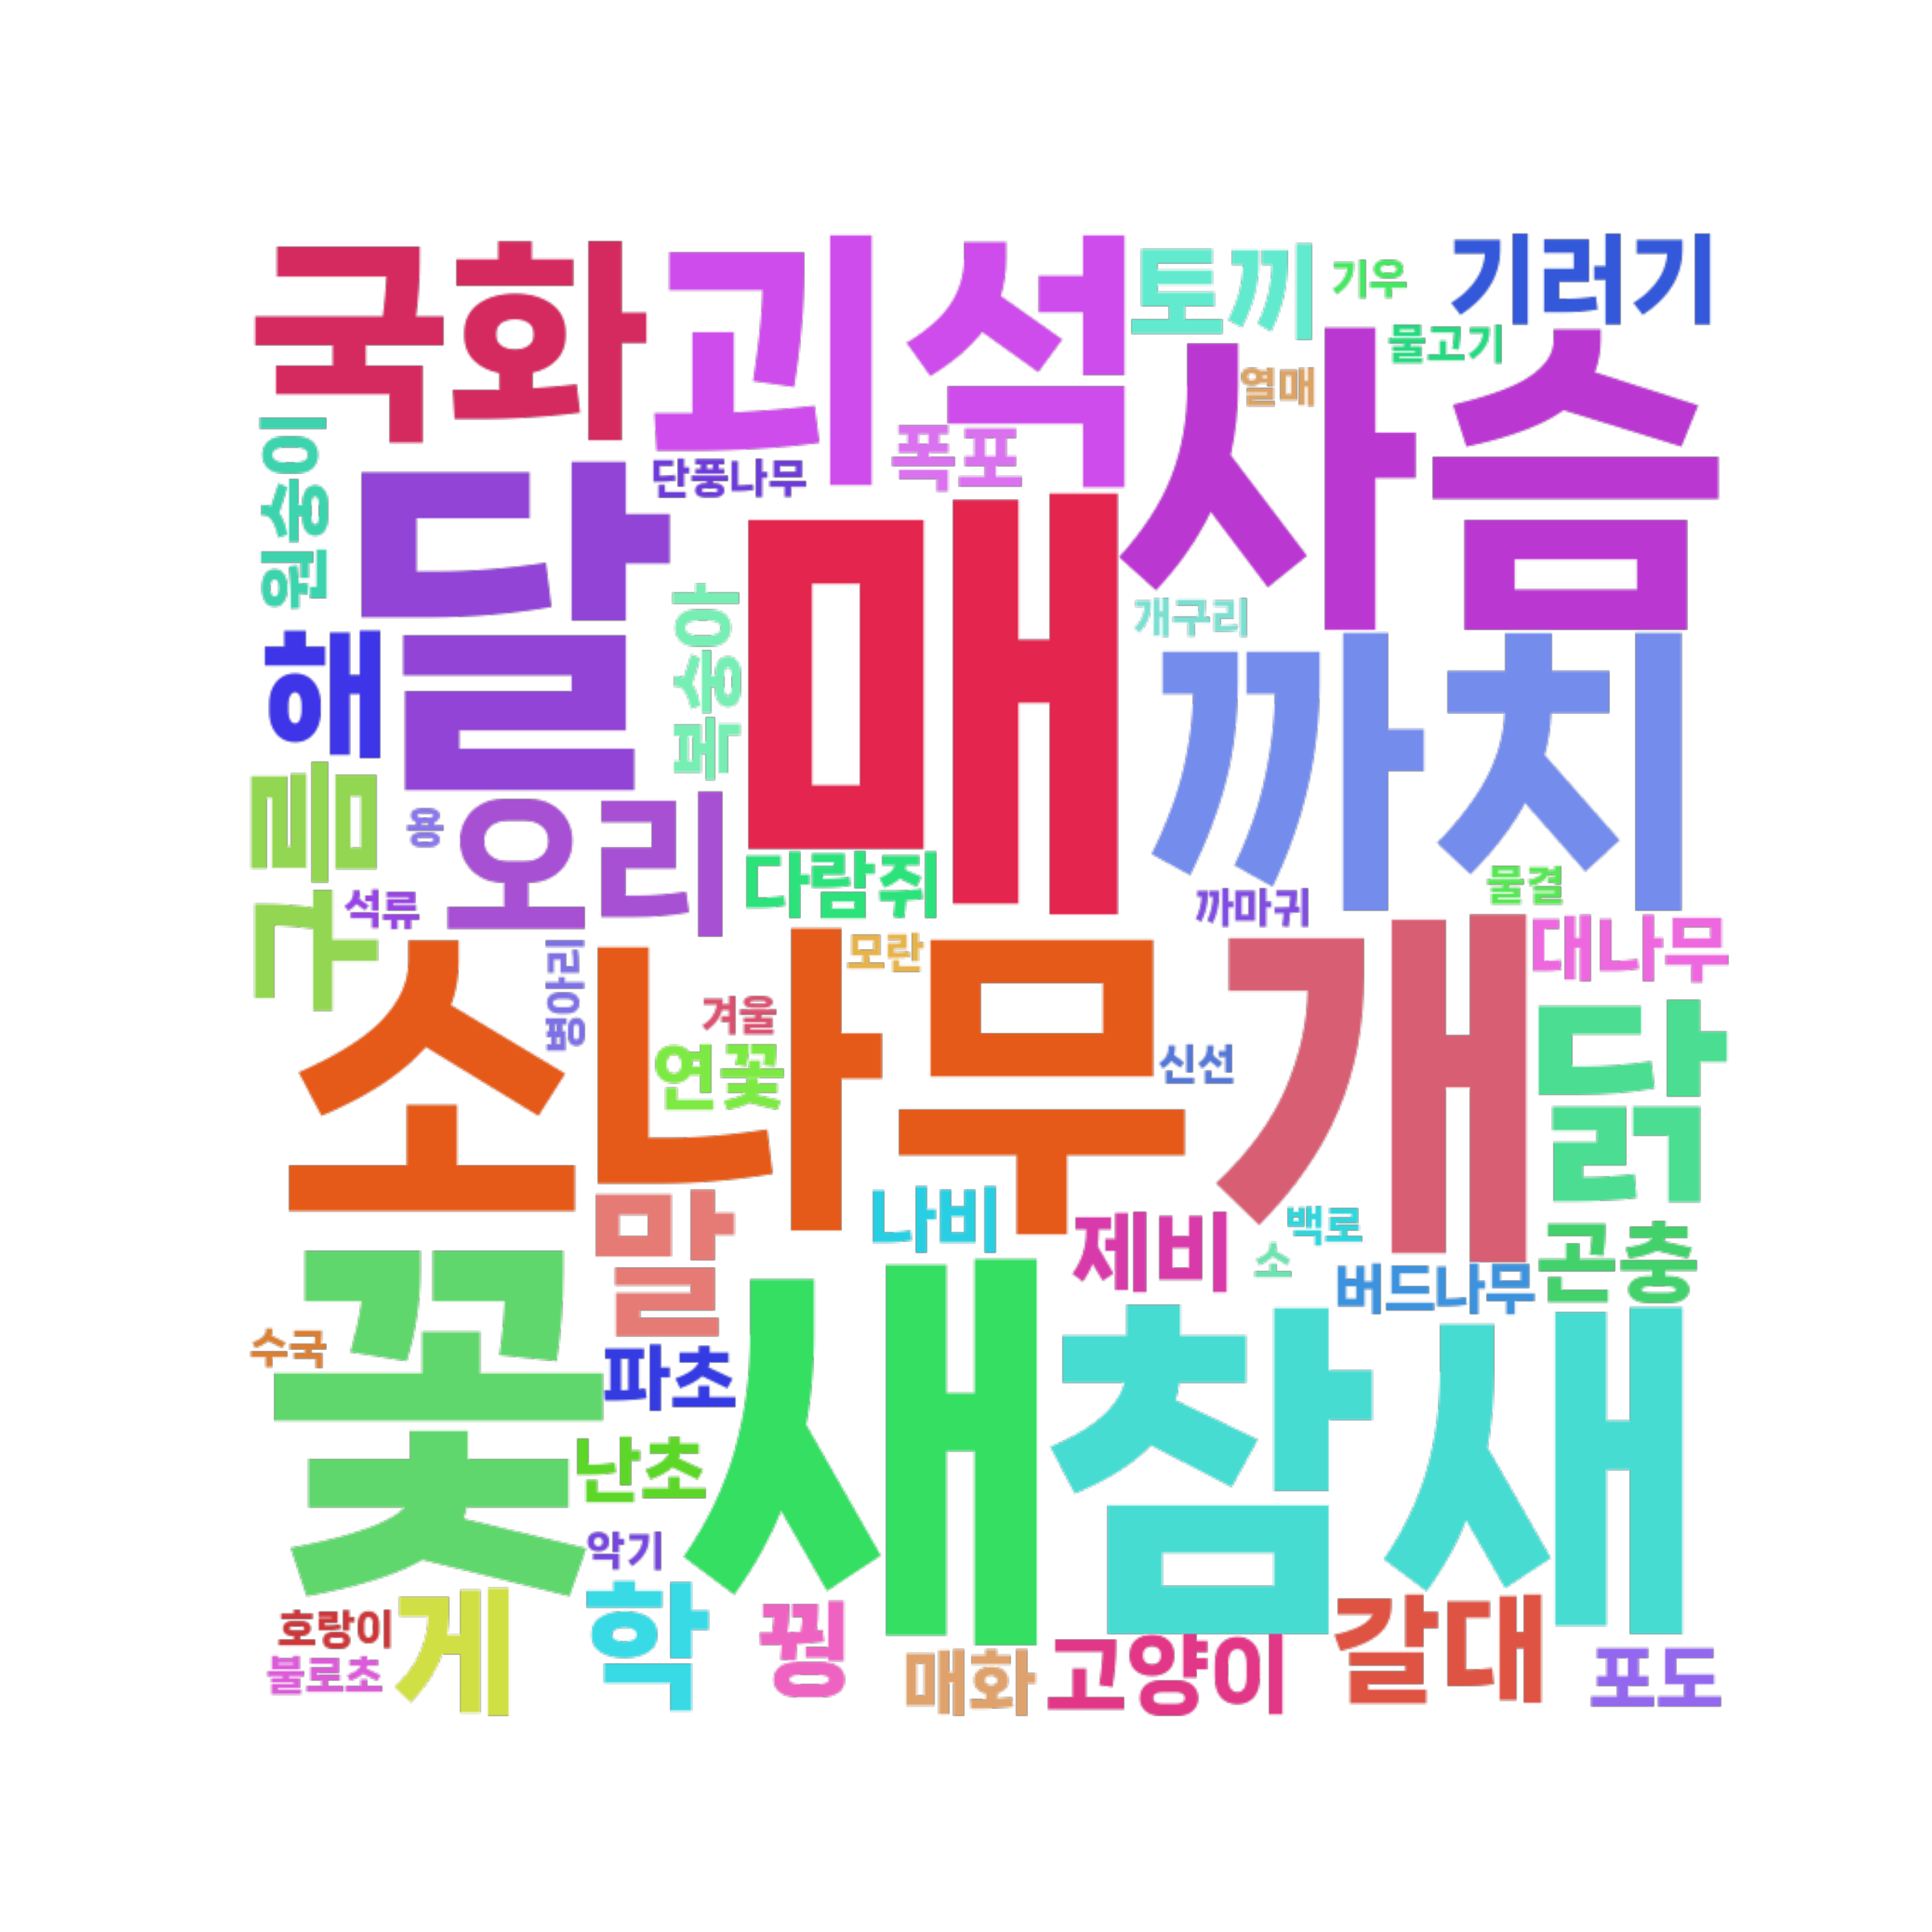 국화
괴석
토끼
기우
기러기
물고기
열매
사슴
폭포
단풍나무
원숭이
달
매
복숭아
개구리
까치
해
구름
용
오리
석류
다람쥐
까마귀
물결
대나무
소나무
모란
개
병아리
겨울
연꽃
신선
닭
말
나비
제비
백로
소
곤충
버드나무
꽃
수국
파초
새
참새
난초
악기
호랑이
불로초
게
학
꿩
매화
고양이
갈대
포도